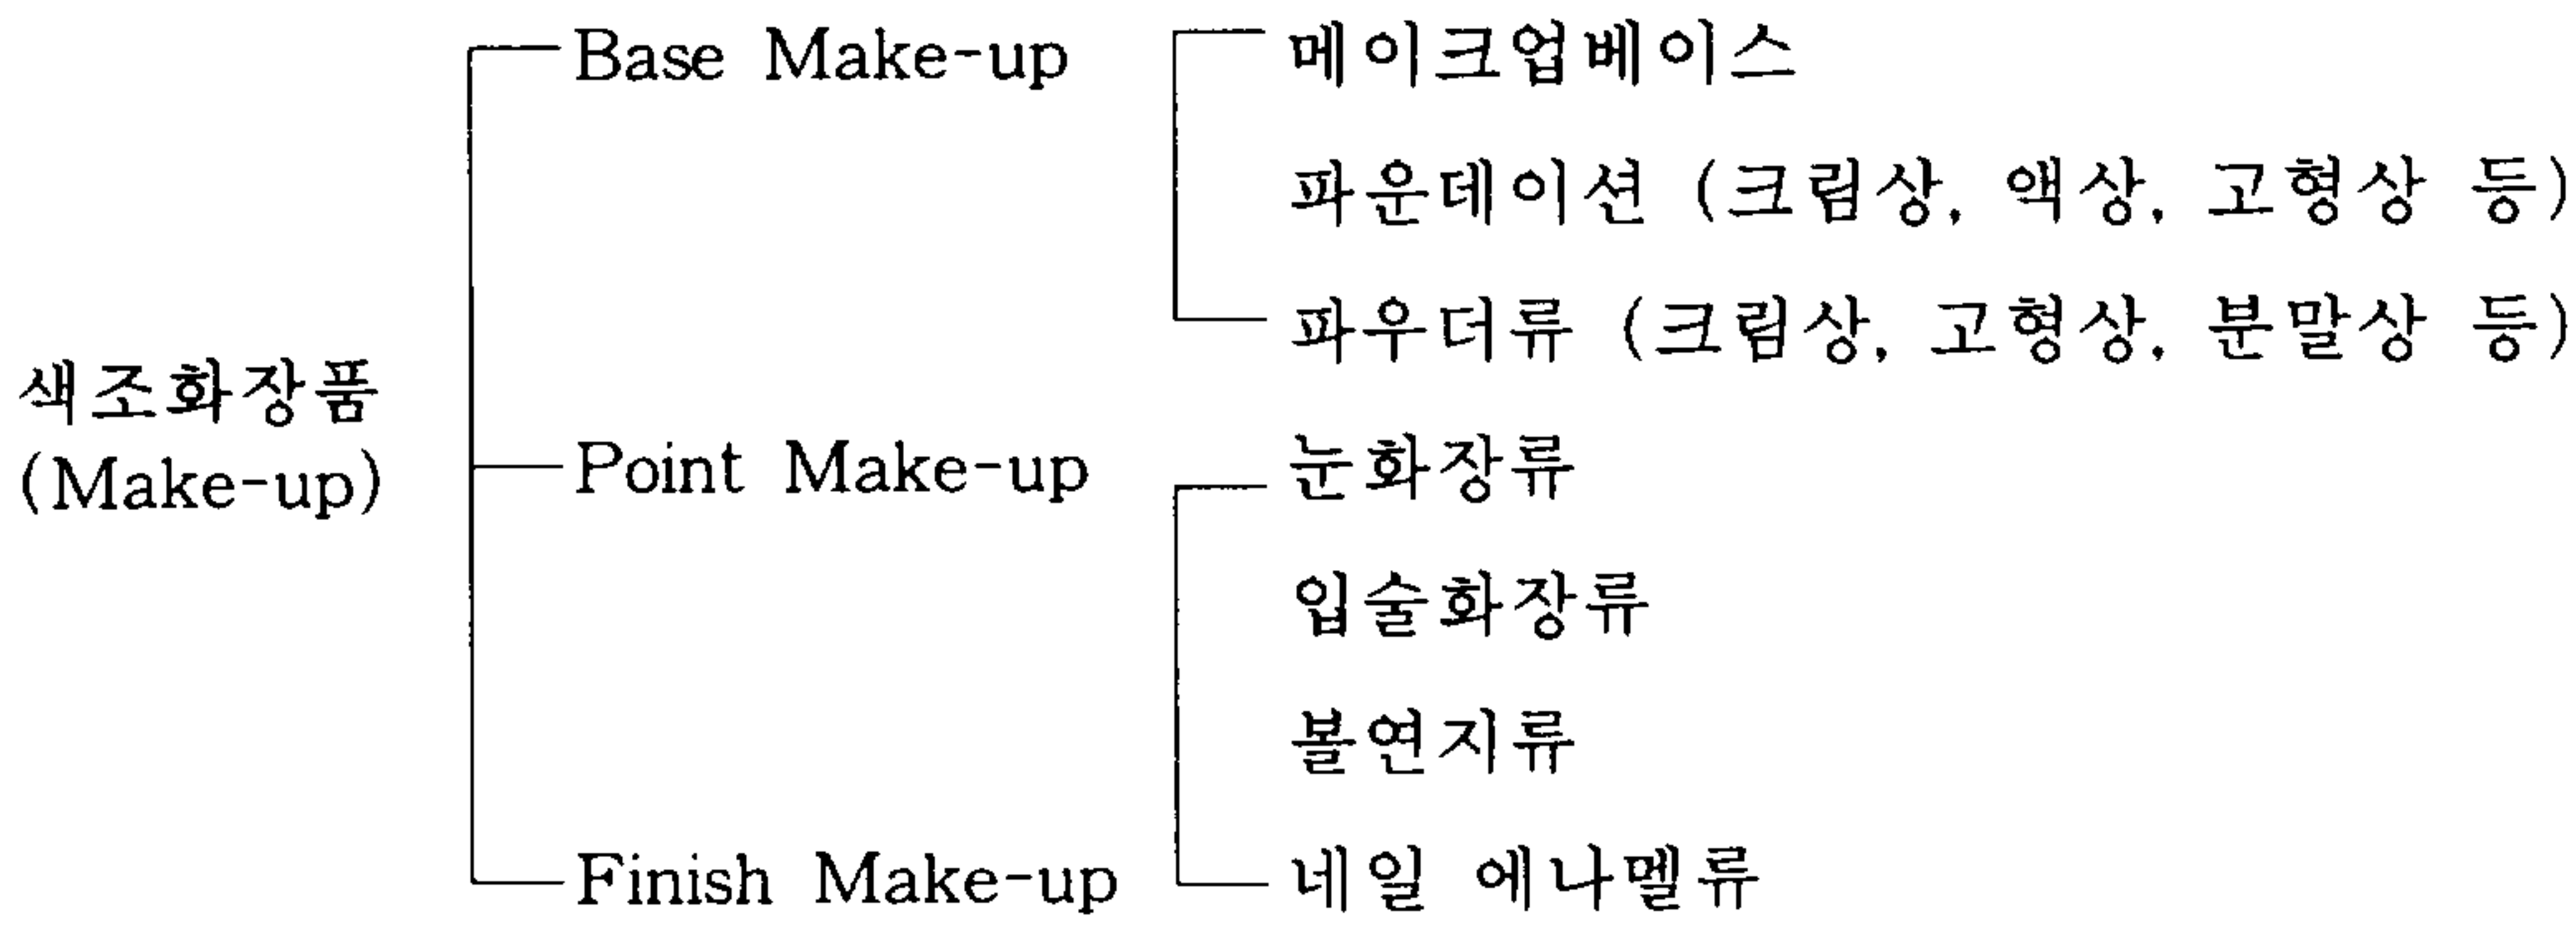 색조화장품
(Make-up)
Base Make-up
메이크업베이스
파운데이션 (크림상, 액상, 고형상 등)
파우더류 (크림상, 고형상, 분말상 등)
Point Make-up
눈화장류
입술화장류
볼연지류
Finish Make-up
네일 에나멜류